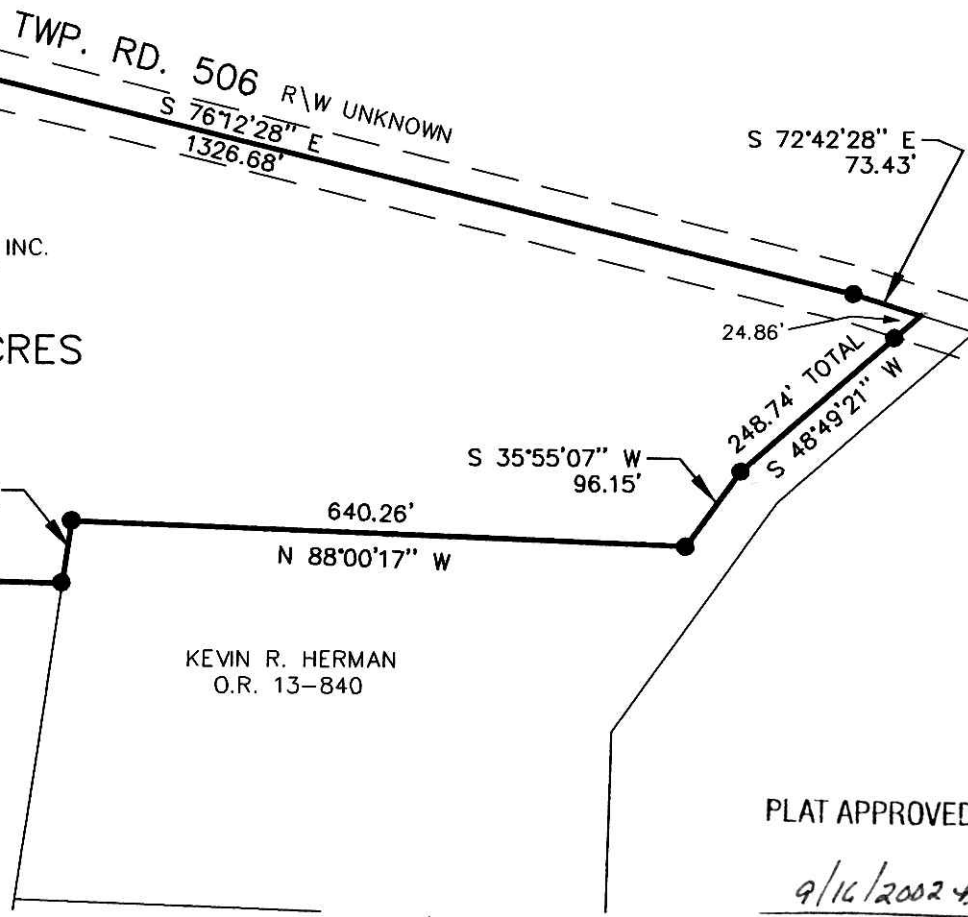 TWP. RD. 506 R\W UNKNOWN
S 76°12'28" E
1326.68'
S 72°42'28" E
73.43'
INC.
24.86'
CRES
248.74' TOTAL
S 48°49'21" W
S 35°55'07" W
96.15'
640.26'
N 88°00'17" W
KEVIN R. HERMAN
O.R. 13-840
PLAT APPROVED
9/16/2002